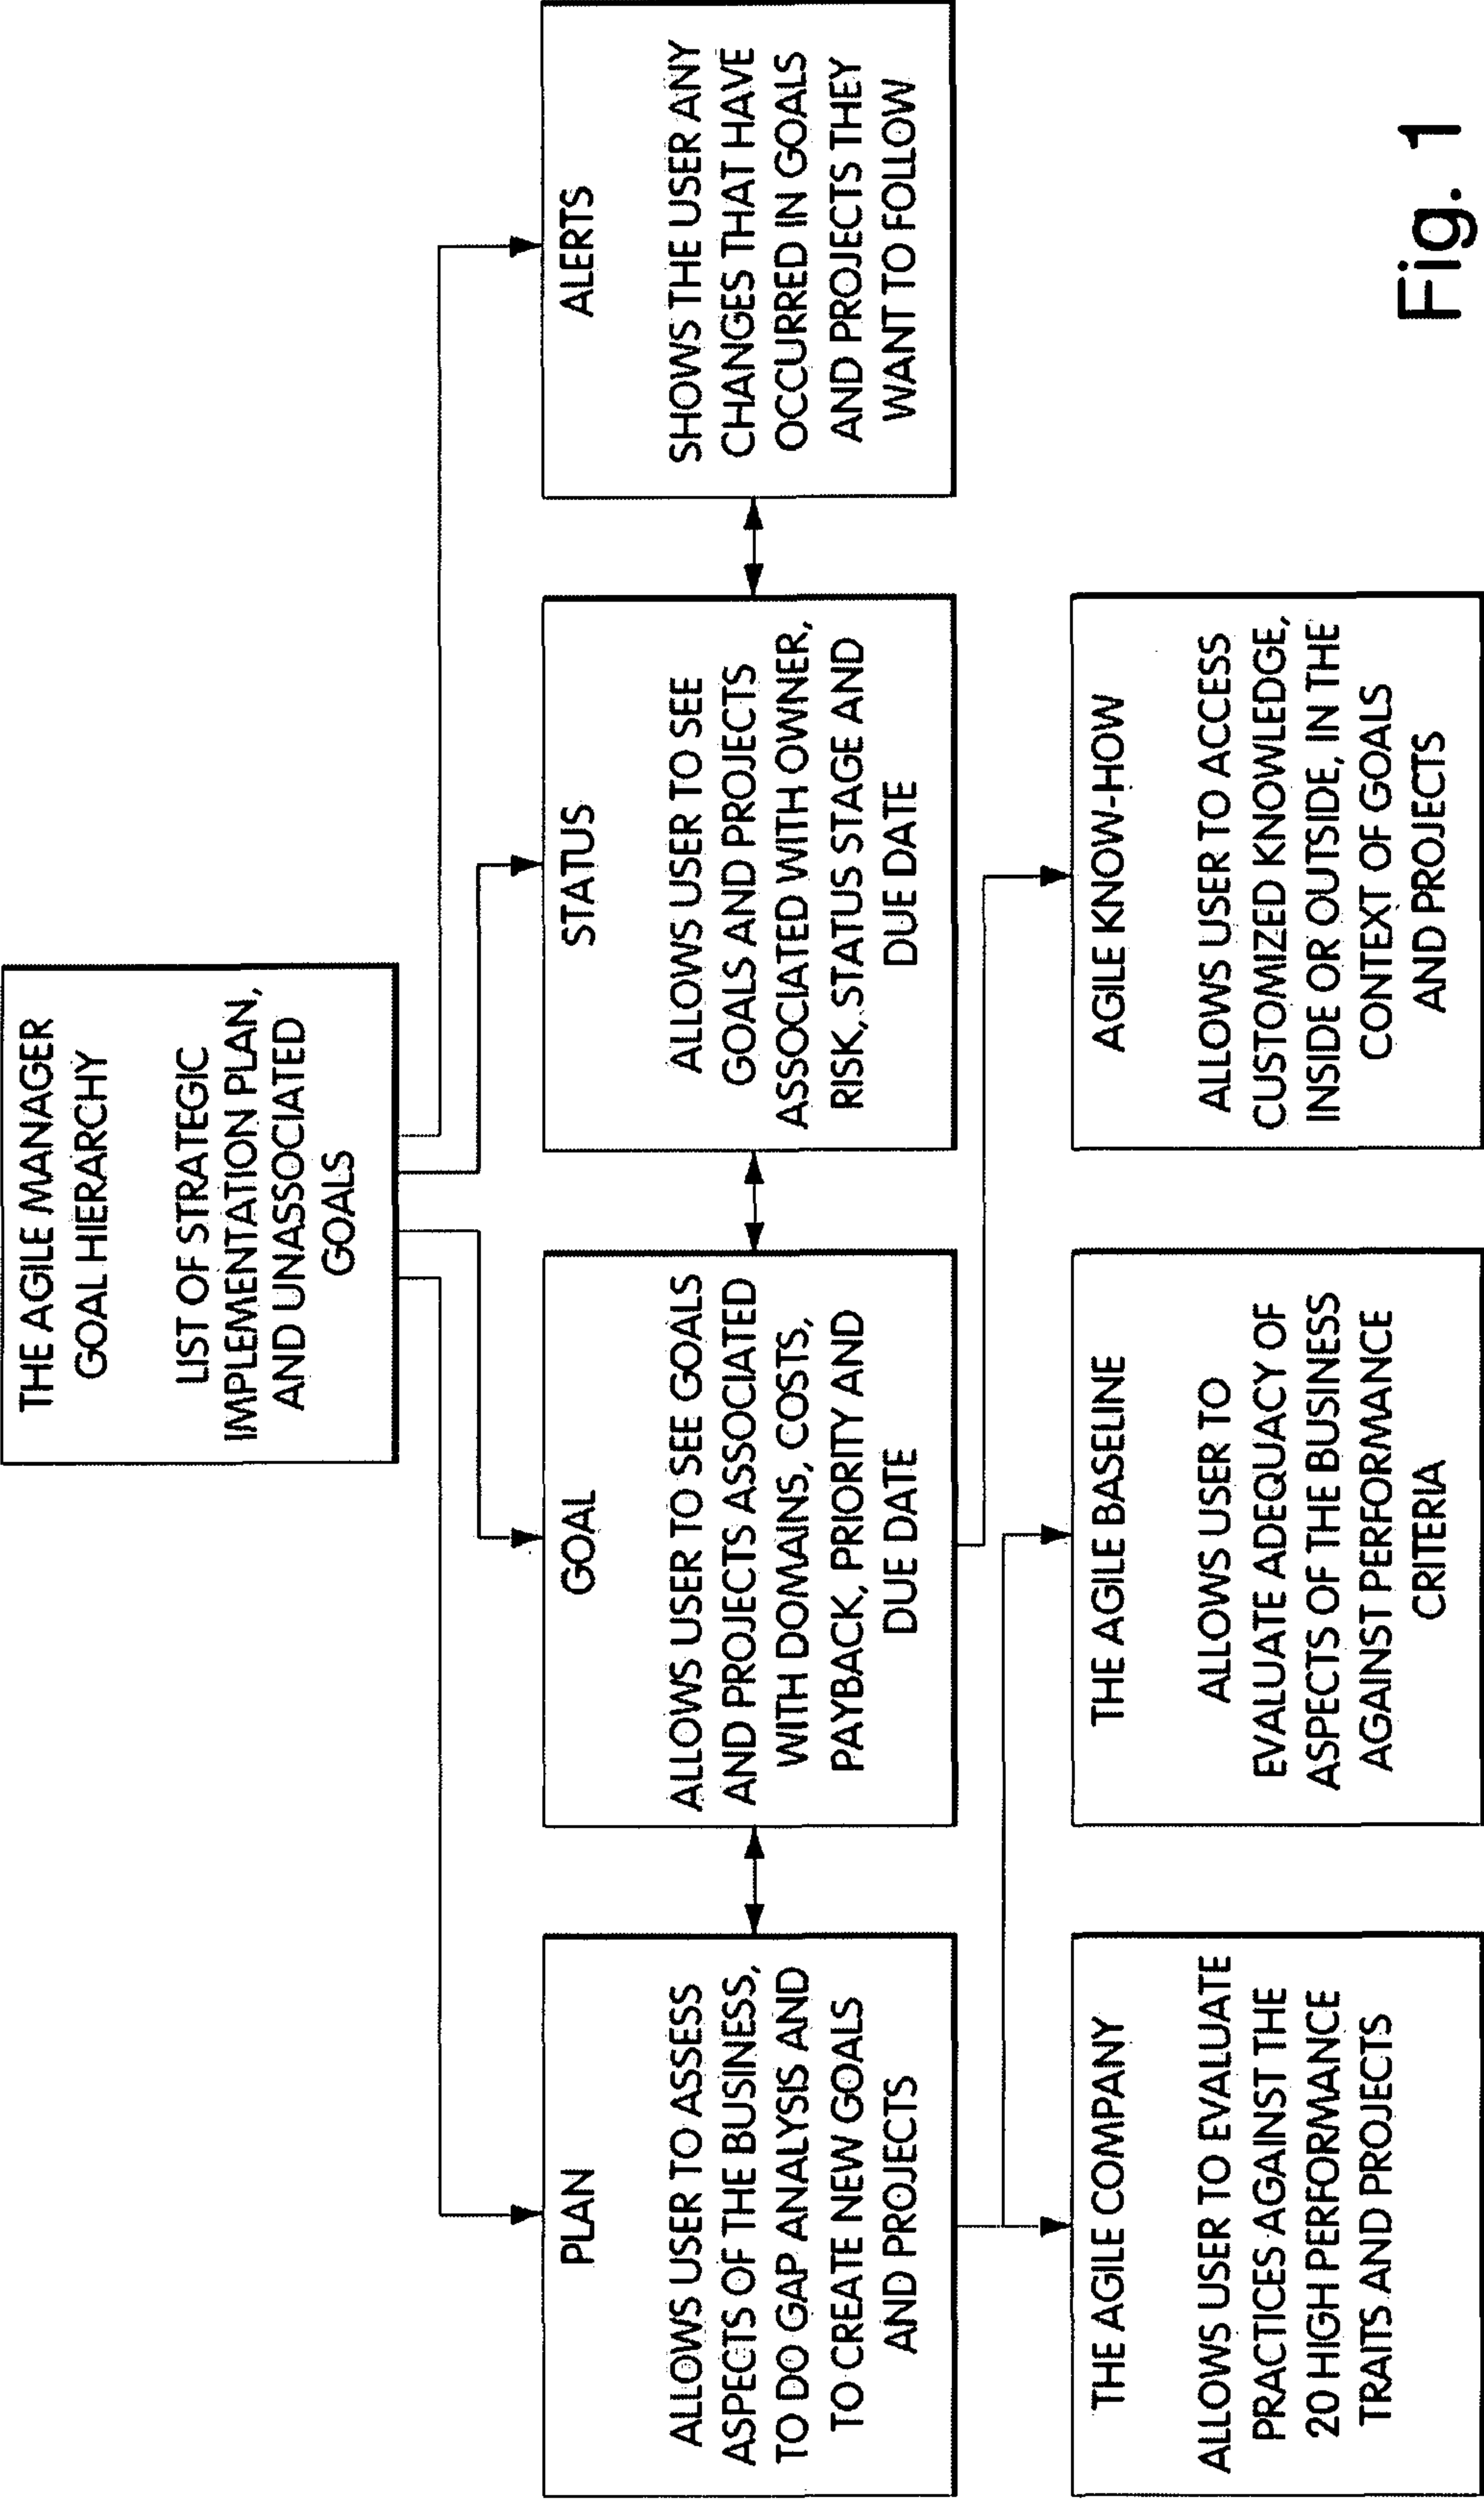 THE AGILE MANAGER
GOAL HIERARCHY
LIST OF STRATEGIC
IMPLEMENTATION PLAN,
AND UNASSOCIATED
GOALS
PLAN
ALLOWS USER TO ASSESS
ASPECTS OF THE BUSINESS,
TO DO GAP ANALYSIS AND
TO CREATE NEW GOALS
AND PROJECTS
GOAL
ALLOWS USER TO SEE GOALS
AND PROJECTS ASSOCIATED
WITH DOMAINS, COSTS,
PAYBACK, PRIORITY AND
DUE DATE
STATUS
ALLOWS USER TO SEE
GOALS AND PROJECTS
ASSOCIATED WITH OWNER,
RISK, STATUS STAGE AND
DUE DATE
ALERTS
SHOWS THE USER ANY
CHANGES THAT HAVE
OCCURRED IN GOALS
AND PROJECTS THEY
WANT TO FOLLOW
THE AGILE COMPANY
ALLOWS USER TO EVALUATE
PRACTICES AGAINST THE
20 HIGH PERFORMANCE
TRAITS AND PROJECTS
THE AGILE BASELINE
ALLOWS USER TO
EVALUATE ADEQUACY OF
ASPECTS OF THE BUSINESS
AGAINST PERFORMANCE
CRITERIA
AGILE KNOW-HOW
ALLOWS USER TO ACCESS
CUSTOMIZED KNOWLEDGE,
INSIDE OR OUTSIDE, IN THE
CONTEXT OF GOALS
AND PROJECTS
Fig. 1